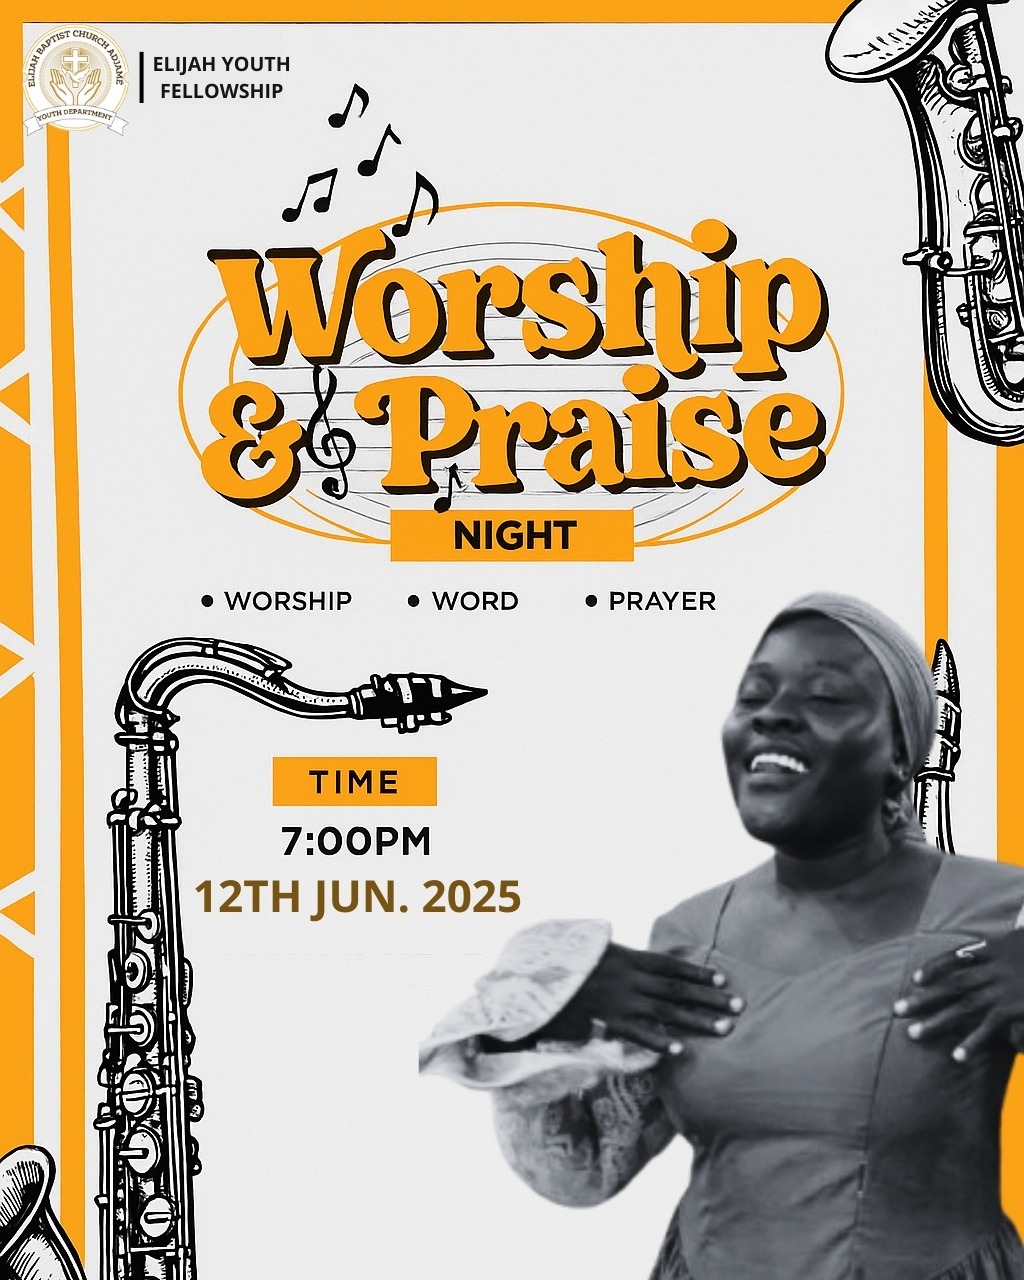 ELIJAH BAPTIST CHURCH ADJAME
YOUTH DEPARTMENT
ELIJAH YOUTH
FELLOWSHIP
Worship
& Praise
NIGHT
• WORSHIP • WORD • PRAYER
TIME
7:00PM
12TH JUN. 2025